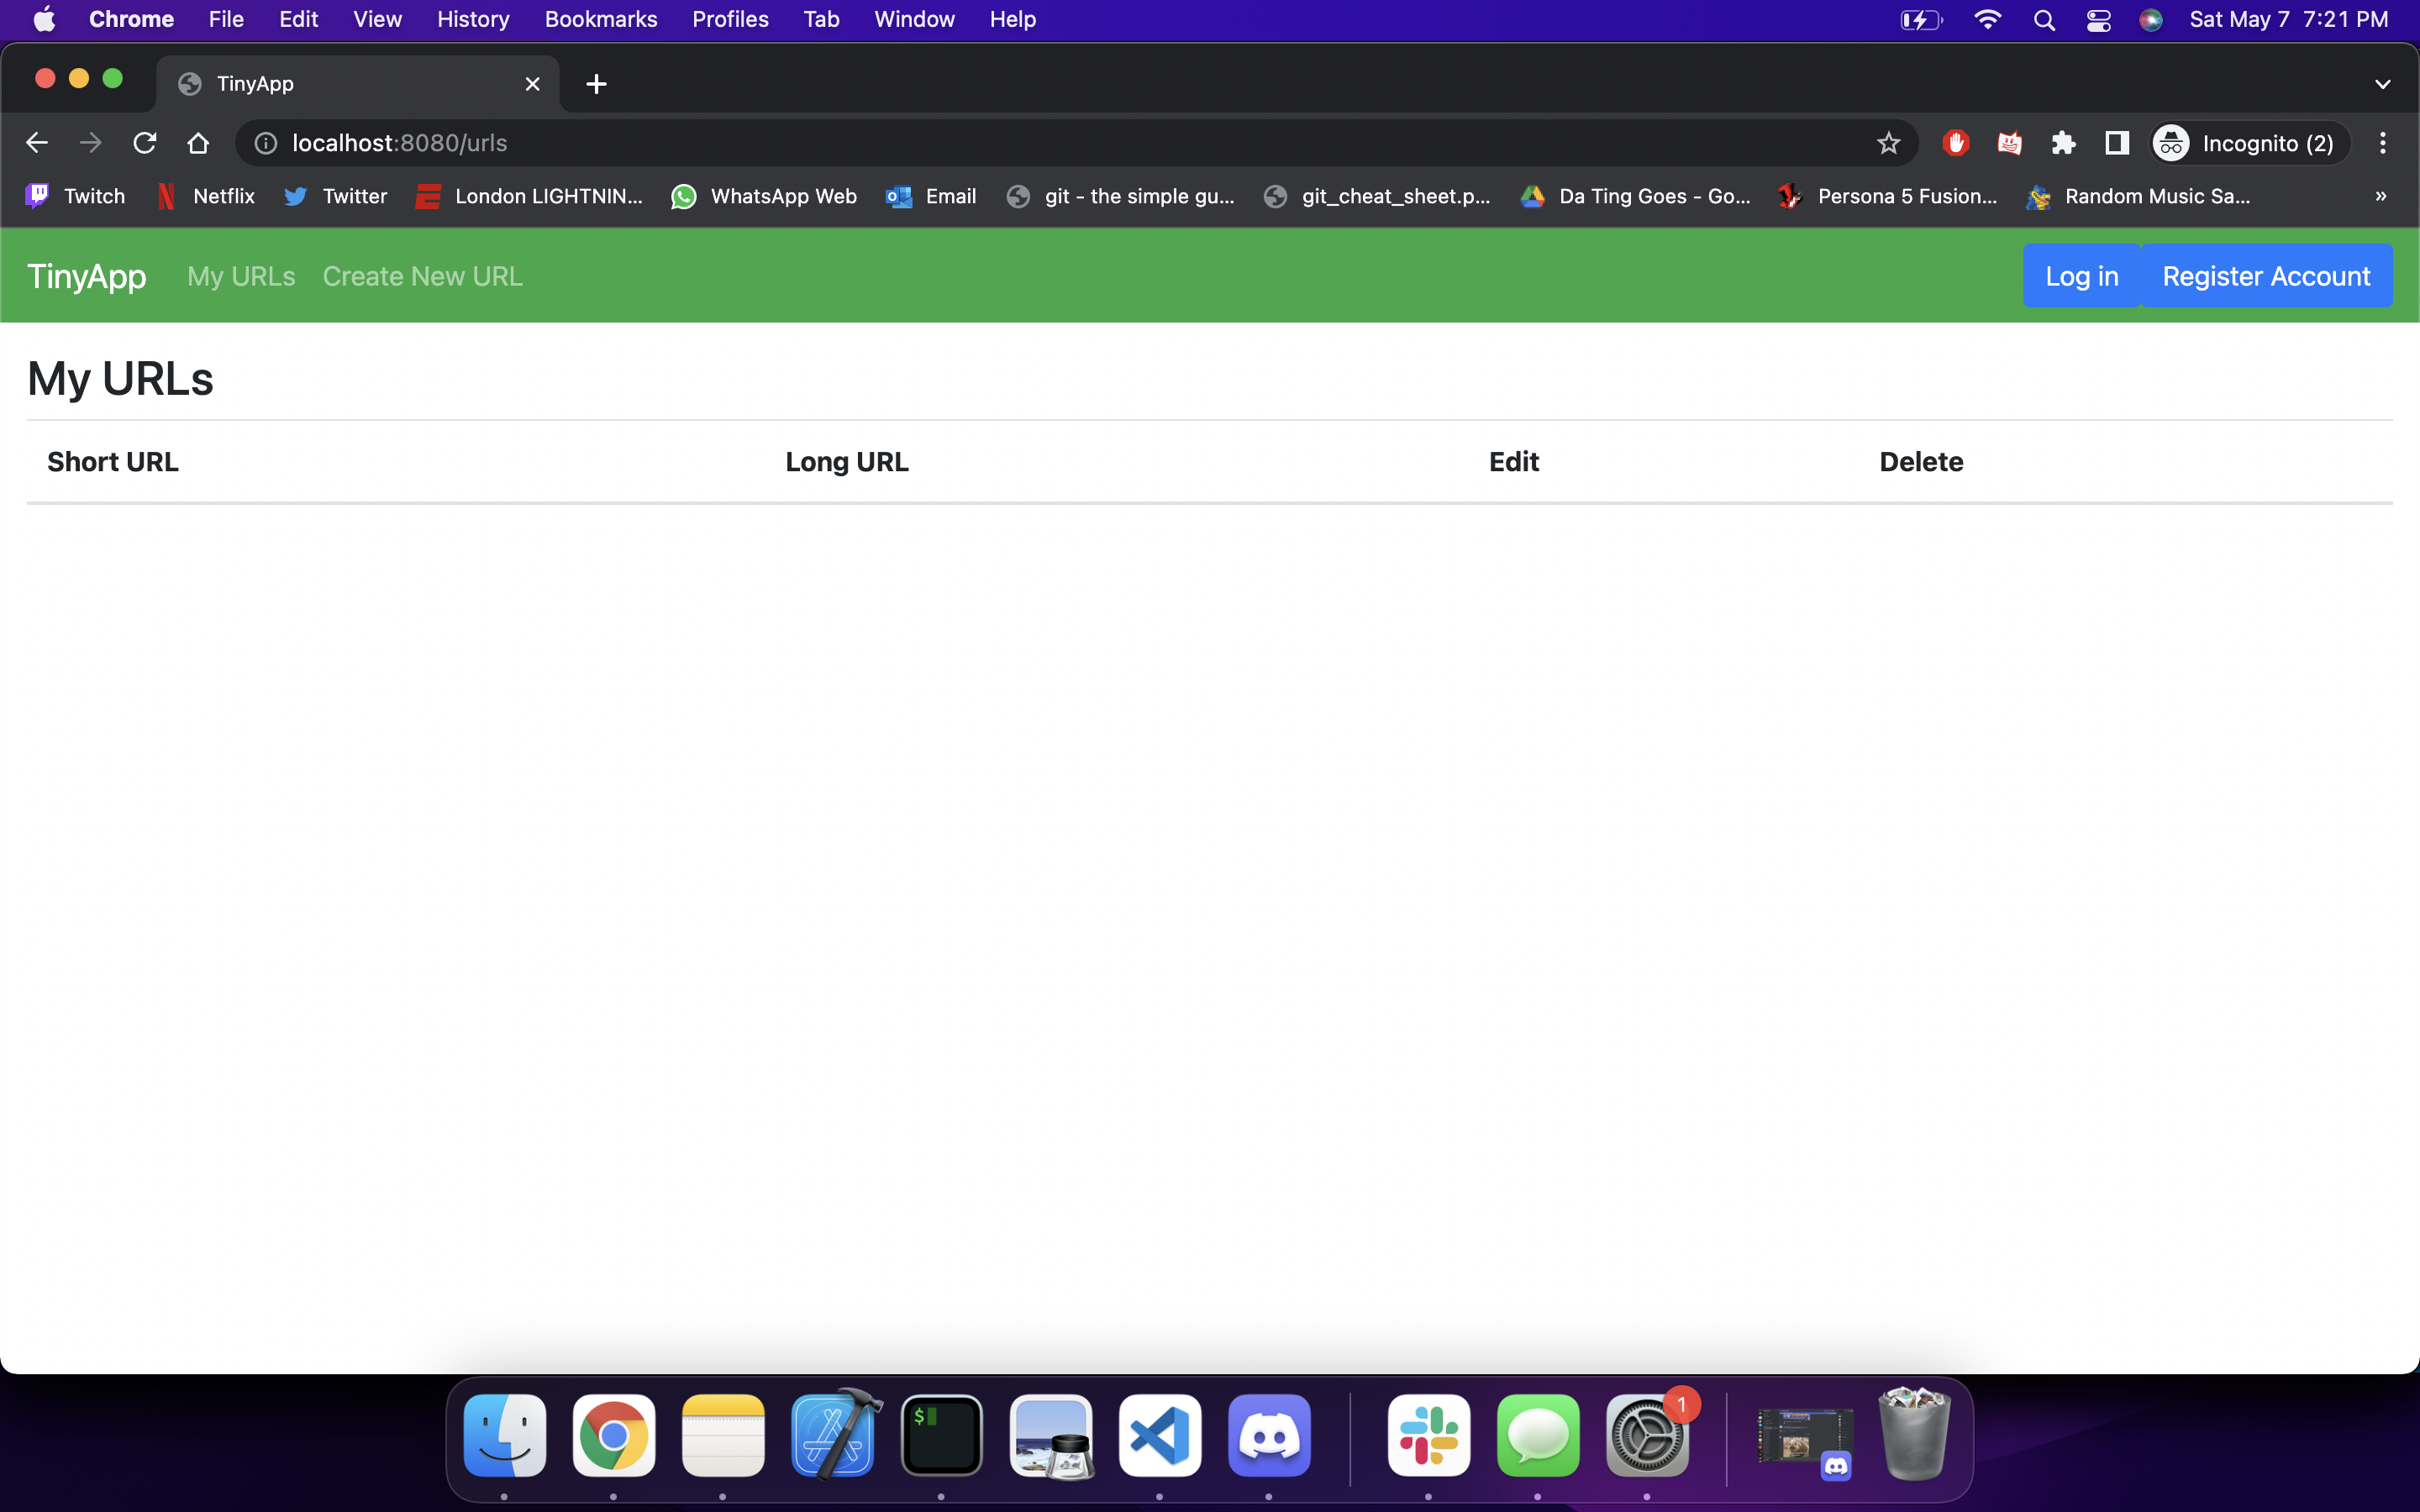 Chrome File Edit View History Bookmarks Profiles Tab Window Help Sat May 7 7:21 PM
TinyApp
localhost:8080/urls Incognito (2)
Twitch Netflix Twitter London LIGHTNIN... WhatsApp Web Email git - the simple gu... git_cheat_sheet.p... Da Ting Goes - Go... Persona 5 Fusion... Random Music Sa... »
TinyApp My URLs Create New URL Log in Register Account
My URLs
Short URL Long URL Edit Delete
$
1